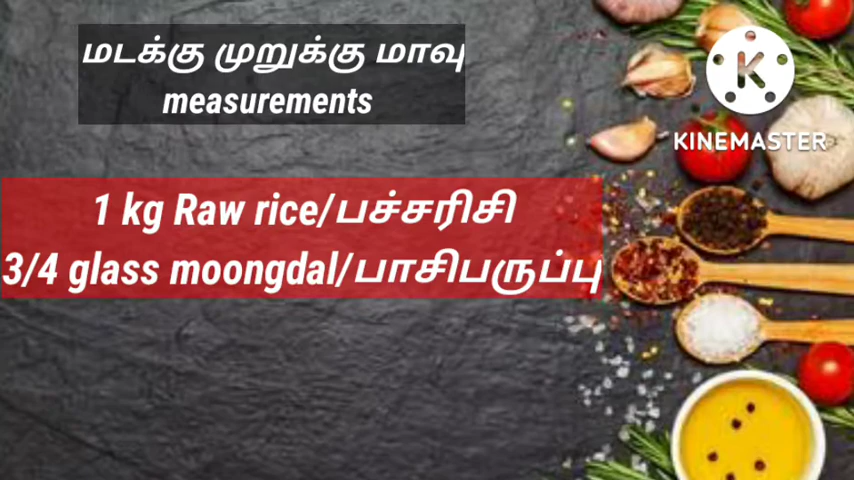 மடக்கு முறுக்கு மாவு
measurements
K
KINEMASTER
1 kg Raw rice/பச்சரிசி
3/4 glass moongdal/பாசிபருப்பு